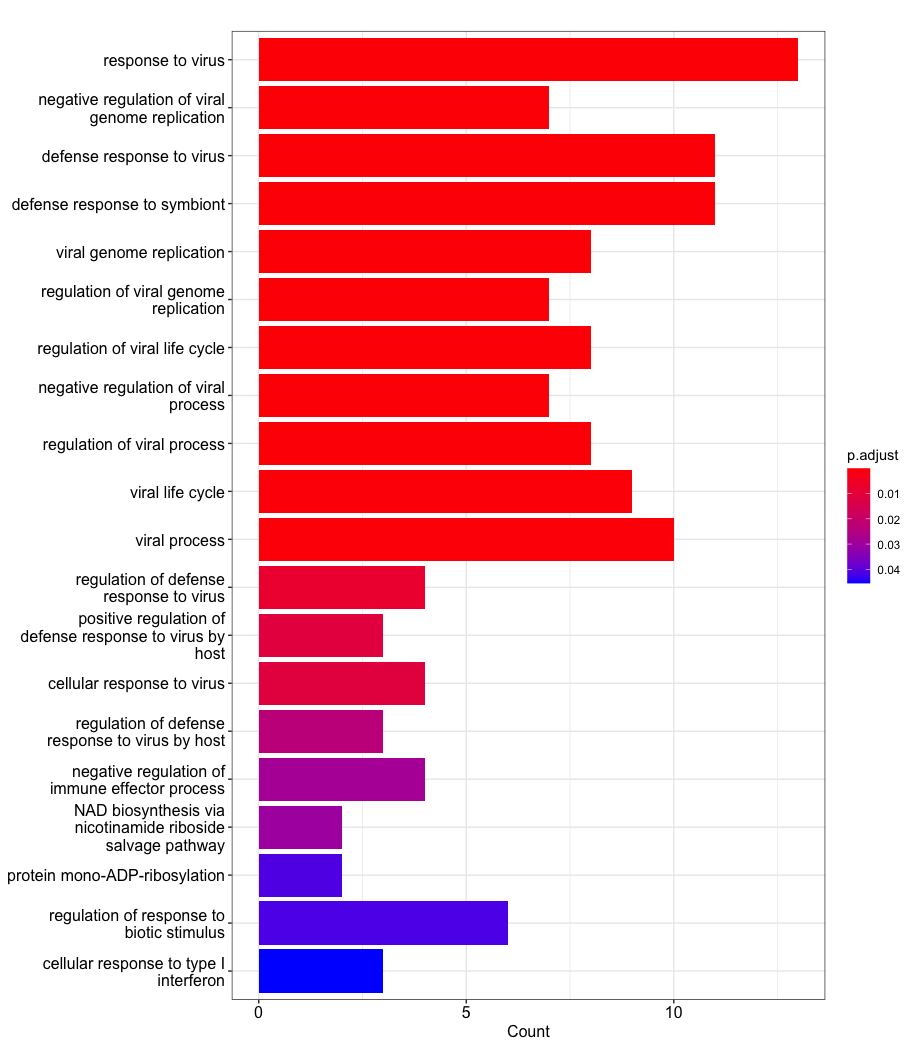 response to virus
negative regulation of viral
genome replication
defense response to virus
defense response to symbiont
viral genome replication
regulation of viral genome
replication
regulation of viral life cycle
negative regulation of viral
process
regulation of viral process
viral life cycle
viral process
regulation of defense
response to virus
positive regulation of
defense response to virus by
host
cellular response to virus
regulation of defense
response to virus by host
negative regulation of
immune effector process
NAD biosynthesis via
nicotinamide riboside
salvage pathway
protein mono-ADP-ribosylation
regulation of response to
biotic stimulus
cellular response to type I
interferon
0 5 10
Count
p.adjust
0.01
0.02
0.03
0.04